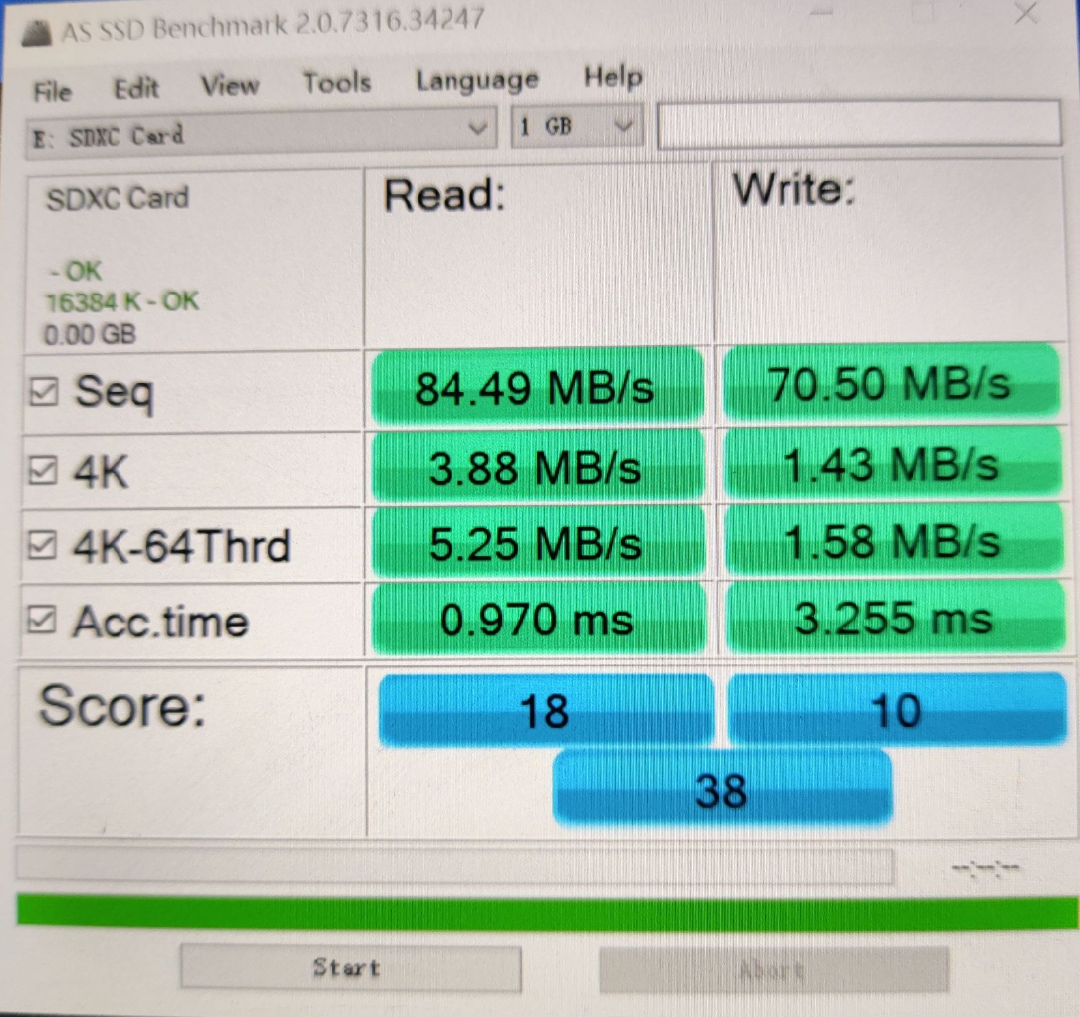 AS SSD Benchmark 2.0.7316.34247
File Edit View Tools Language Help
E: SDXC Card 1 GB
SDXC Card Read: Write:
- OK
16384 K - OK
0.00 GB
Seq 84.49 MB/s 70.50 MB/s
4K 3.88 MB/s 1.43 MB/s
4K-64Thrd 5.25 MB/s 1.58 MB/s
Acc.time 0.970 ms 3.255 ms
Score: 18 10
38
--:--:--
Start Abort